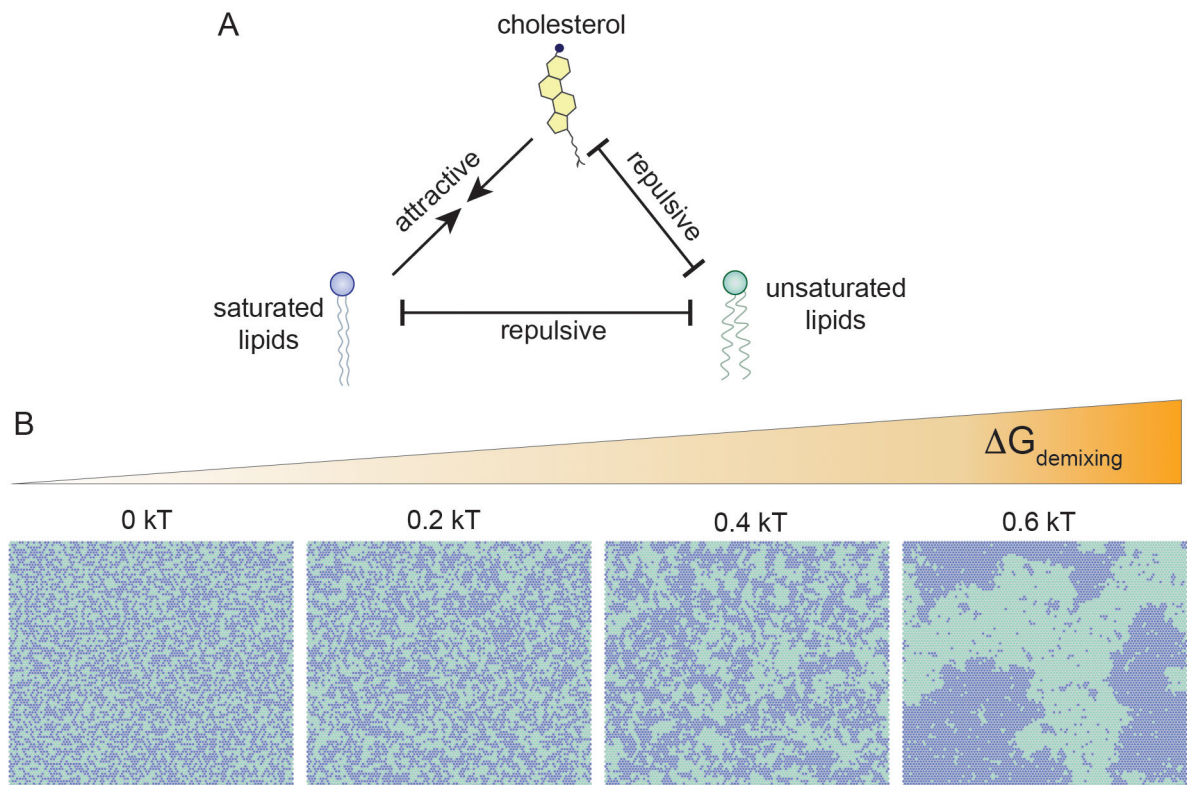 A
cholesterol
attractive
repulsive
saturated
lipids
unsaturated
lipids
repulsive
B
ΔGdemixing
0 kT
0.2 kT
0.4 kT
0.6 kT